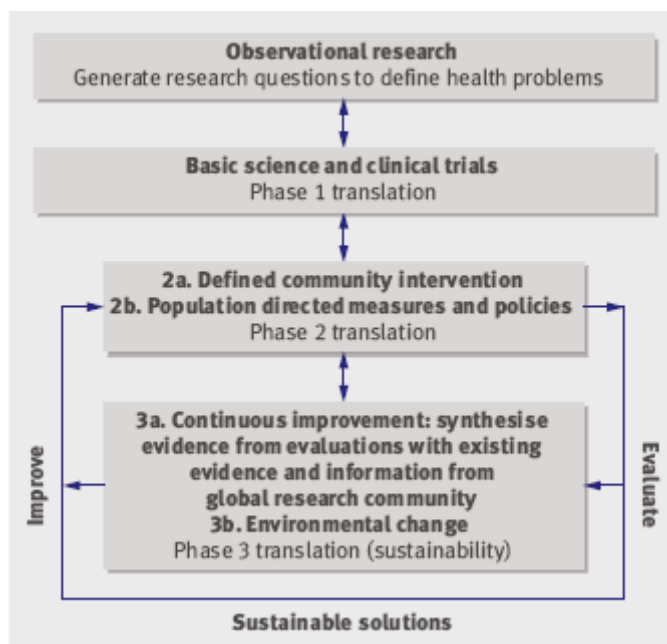 Observational research
Generate research questions to define health problems
Basic science and clinical trials
Phase 1 translation
2a. Defined community intervention
2b. Population directed measures and policies
Phase 2 translation
3a. Continuous improvement: synthesise
evidence from evaluations with existing
evidence and information from
global research community
3b. Environmental change
Phase 3 translation (sustainability)
Improve
Evaluate
Sustainable solutions